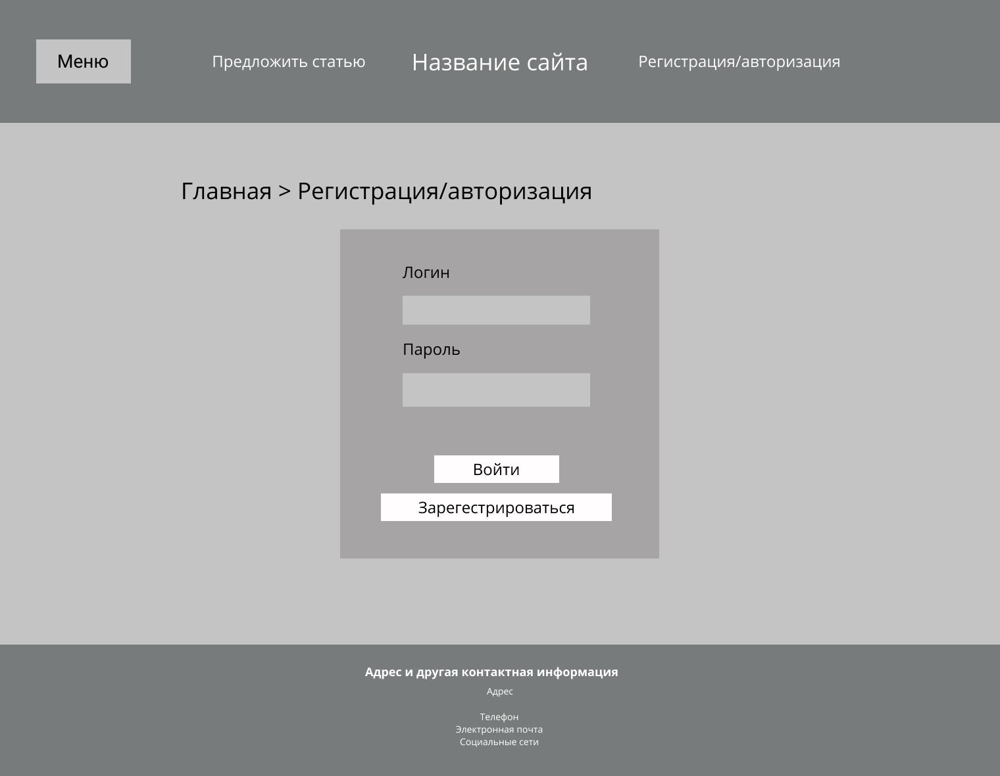 Меню
Предложить статью
Название сайта
Регистрация/авторизация
Главная > Регистрация/авторизация
Логин
Пароль
Войти
Зарегестрироваться
Адрес и другая контактная информация
Адрес
Телефон
Электронная почта
Социальные сети